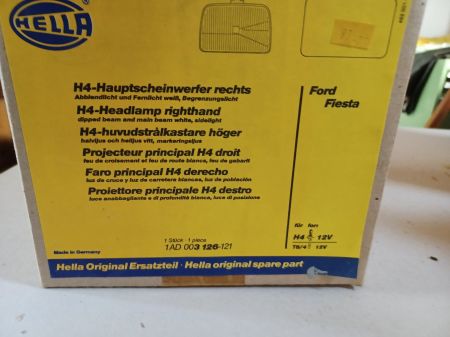 HELLA
H4-Hauptscheinwerfer rechts
Abblendlicht und Fernlicht weiß, Begrenzungslicht
H4-Headlamp righthand
dipped beam and main beam white, sidelight
H4-huvudstrålkastare höger
halvljus och helljus vitt, markeringsljus
Projecteur principal H4 droit
feu de croisement et feu de route blancs, feu de gabarit
Faro principal H4 derecho
luz de cruce y luz de carretera blancas, luz de población
Proiettore principale H4 destro
luce anabbagliante e di profondità bianca, luce di posizione
Ford
Fiesta
1 Stück · 1 piece
1AD 003 126-121
für for:
H4 12V
T8/4 12V
Made in Germany
Hella Original Ersatzteil · Hella original spare part